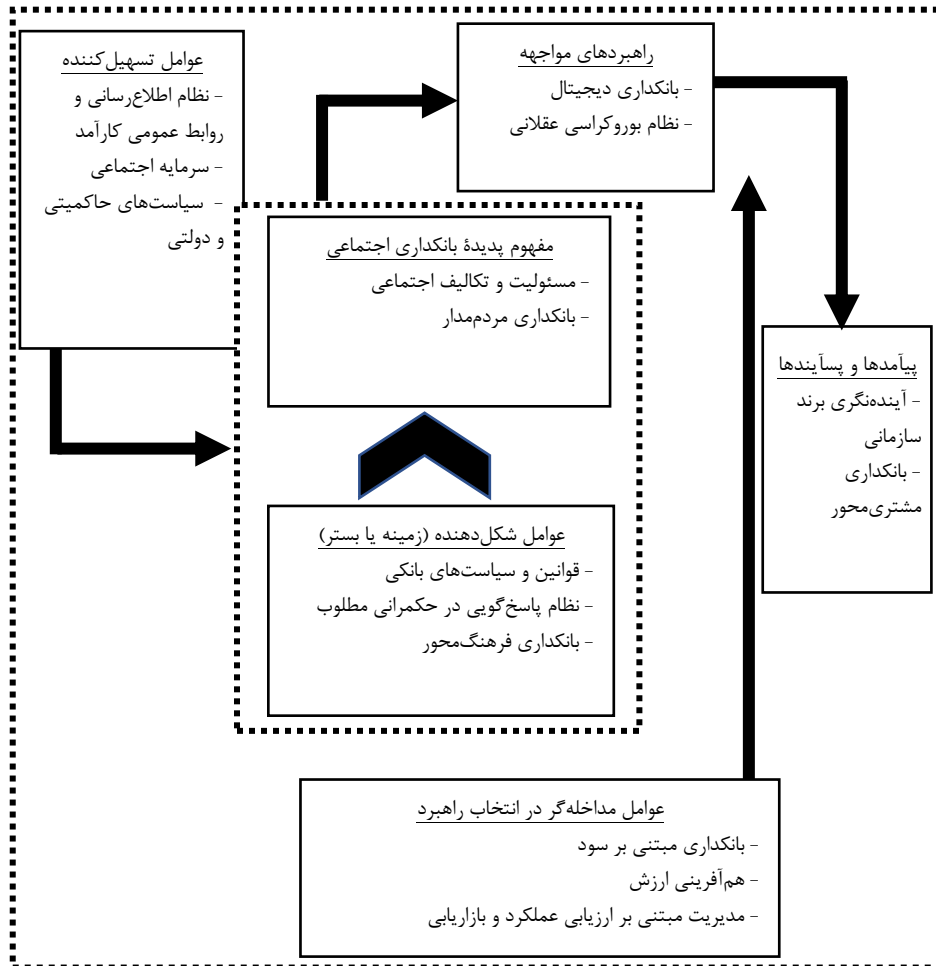 عوامل تسهیل‌کننده
- نظام اطلاع‌رسانی و
روابط عمومی کارآمد
- سرمایه اجتماعی
- سیاست‌های حاکمیتی
و دولتی
راهبردهای مواجهه
- بانکداری دیجیتال
- نظام بوروکراسی عقلانی
مفهوم پدیدۀ بانکداری اجتماعی
- مسئولیت و تکالیف اجتماعی
- بانکداری مردم‌مدار
پیآمدها و پسآیندها
- آینده‌نگری برند
سازمانی
- بانکداری
مشتری‌محور
عوامل شکل‌دهنده (زمینه یا بستر)
- قوانین و سیاست‌های بانکی
- نظام پاسخ‌گویی در حکمرانی مطلوب
- بانکداری فرهنگ‌محور
عوامل مداخله‌گر در انتخاب راهبرد
- بانکداری مبتنی بر سود
- هم‌آفرینی ارزش
- مدیریت مبتنی بر ارزیابی عملکرد و بازاریابی